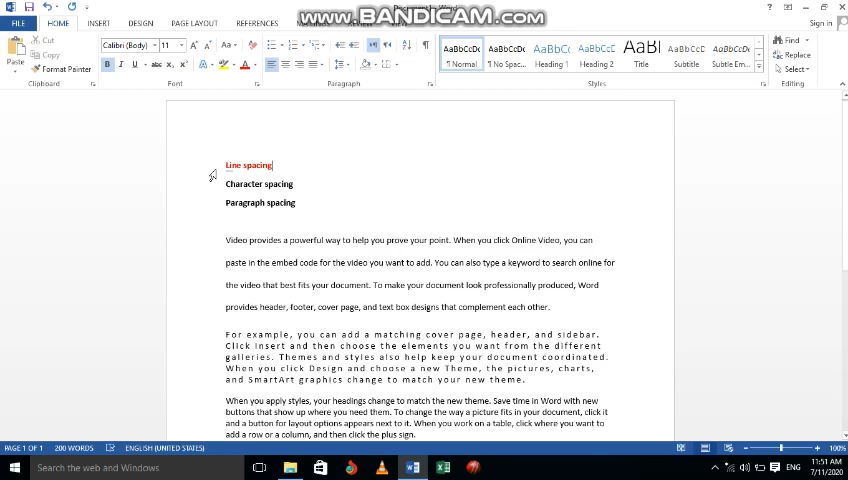 www.BANDICAM.com
Sign in
FILE HOME INSERT DESIGN PAGE LAYOUT REFERENCES
Paste
Cut
Copy
Format Painter
Clipboard
Calibri (Body) 11
Font
Paragraph
AaBbCcDc AaBbCcDc AaBbCc AaBbCcE AaBl AaBbCcD AaBbCcDc
¶ Normal ¶ No Spac... Heading 1 Heading 2 Title Subtitle Subtle Em...
Styles
Find
Replace
Select
Editing
Line spacing
Character spacing
Paragraph spacing
Video provides a powerful way to help you prove your point. When you click Online Video, you can
paste in the embed code for the video you want to add. You can also type a keyword to search online for
the video that best fits your document. To make your document look professionally produced, Word
provides header, footer, cover page, and text box designs that complement each other.
For example, you can add a matching cover page, header, and sidebar.
Click Insert and then choose the elements you want from the different
galleries. Themes and styles also help keep your document coordinated.
When you click Design and choose a new Theme, the pictures, charts,
and SmartArt graphics change to match your new theme.
When you apply styles, your headings change to match the new theme. Save time in Word with new
buttons that show up where you need them. To change the way a picture fits in your document, click it
and a button for layout options appears next to it. When you work on a table, click where you want to
add a row or a column, and then click the plus sign.
PAGE 1 OF 1 200 WORDS ENGLISH (UNITED STATES) 100%
Search the web and Windows
ENG
11:51 AM
7/11/2020